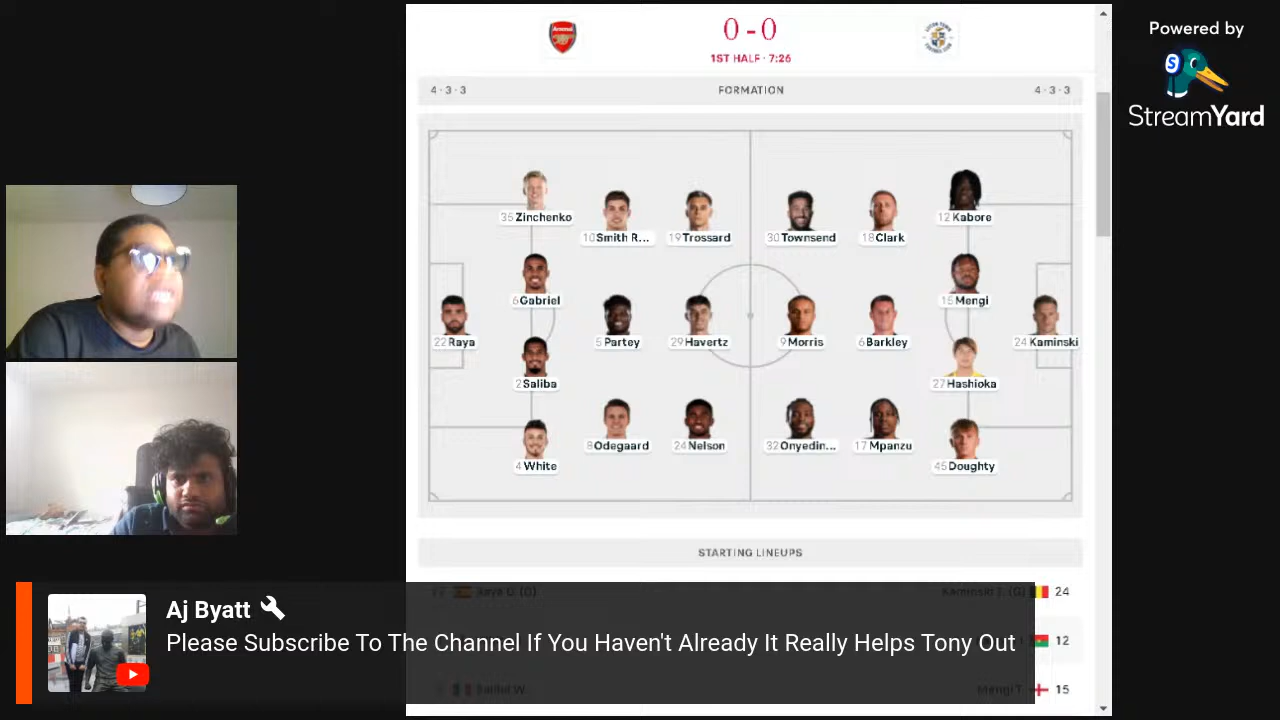 Powered by
StreamYard
Arsenal
0 - 0
1ST HALF - 7:26
4 - 3 - 3
FORMATION
4 - 3 - 3
35 Zinchenko
10 Smith R...
19 Trossard
30 Townsend
18 Clark
12 Kabore
6 Gabriel
15 Mengi
22 Raya
5 Partey
29 Havertz
9 Morris
6 Barkley
24 Kaminski
2 Saliba
27 Hashioka
4 White
8 Odegaard
24 Nelson
32 Onyedin...
17 Mpanzu
45 Doughty
STARTING LINEUPS
22 Raya D. (G)
Kaminski T. (G) 24
12
Saliba W.
Mengi T. 15
Aj Byatt
Please Subscribe To The Channel If You Haven't Already It Really Helps Tony Out